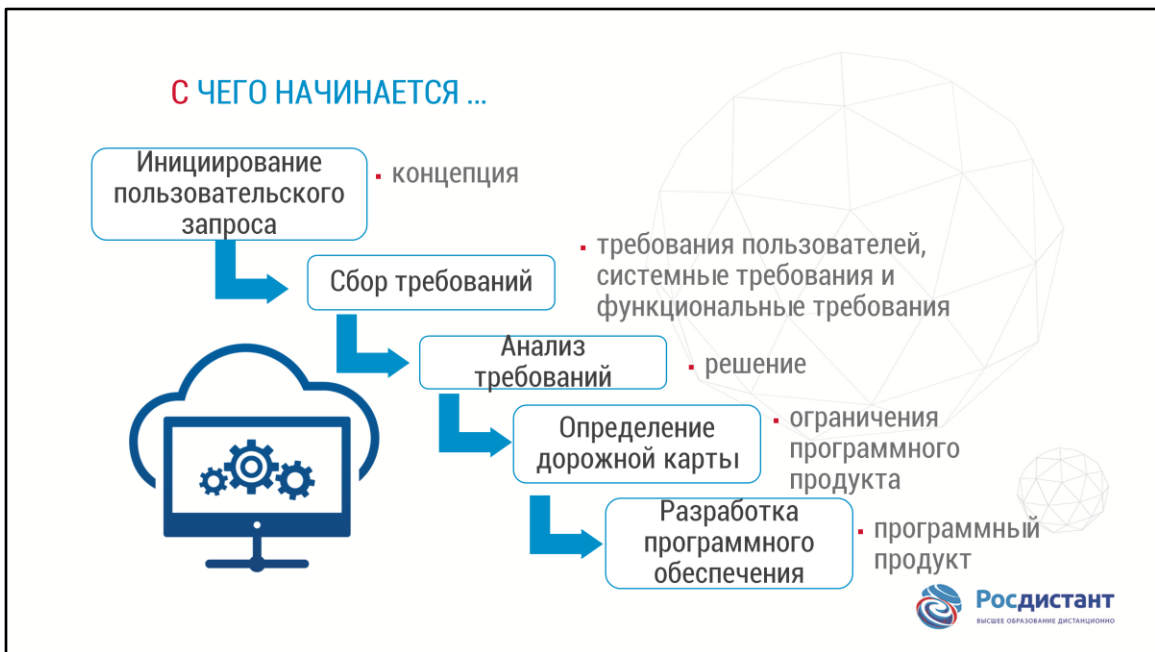 С ЧЕГО НАЧИНАЕТСЯ ...
Инициирование
пользовательского
запроса
▪ концепция
Сбор требований
▪ требования пользователей,
системные требования и
функциональные требования
Анализ
требований
▪ решение
Определение
дорожной карты
▪ ограничения
программного
продукта
Разработка
программного
обеспечения
▪ программный
продукт
Росдистант
ВЫСШЕЕ ОБРАЗОВАНИЕ ДИСТАНЦИОННО